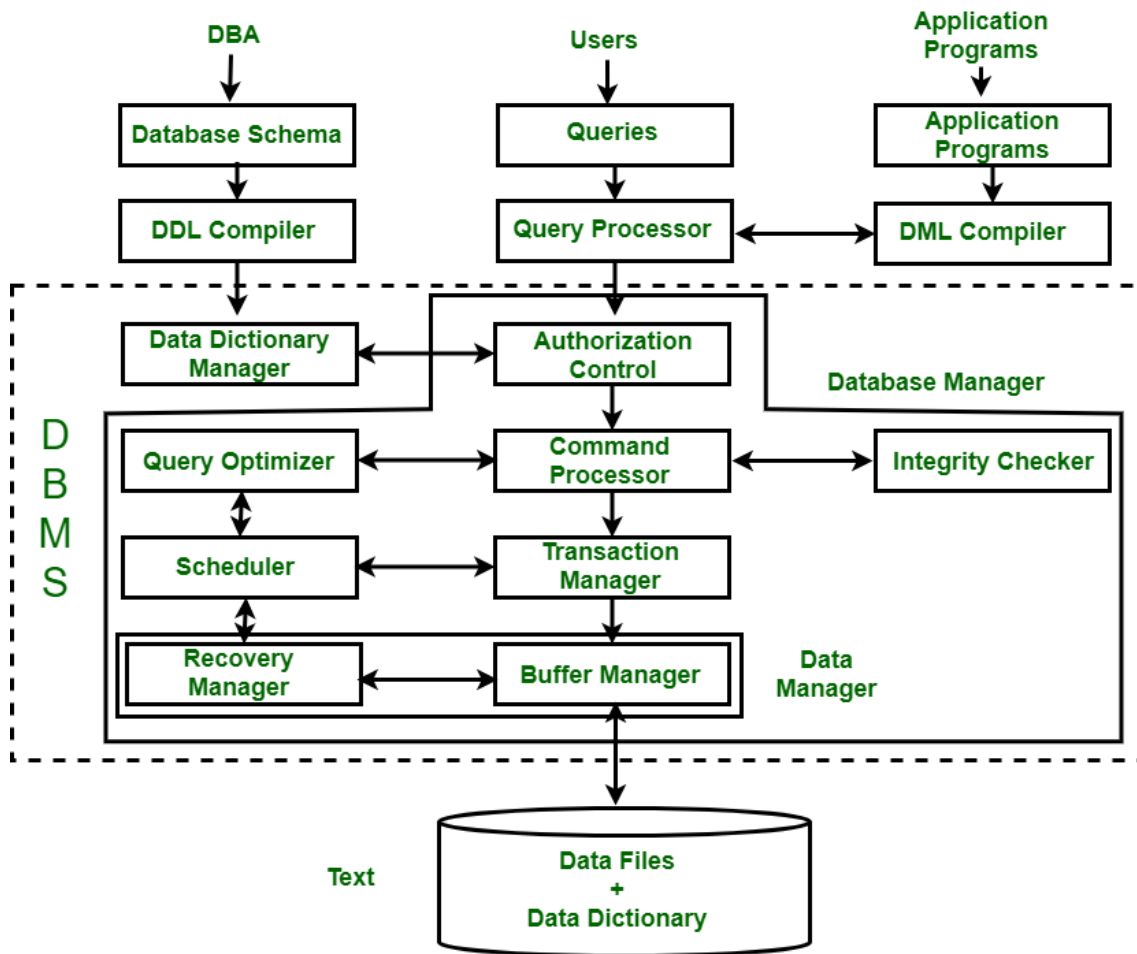 DBA
Users
Application
Programs
Database Schema
Queries
Application
Programs
DDL Compiler
Query Processor
DML Compiler
Data Dictionary
Manager
Authorization
Control
Database Manager
D
B
M
S
Query Optimizer
Command
Processor
Integrity Checker
Scheduler
Transaction
Manager
Recovery
Manager
Buffer Manager
Data
Manager
Text
Data Files
+
Data Dictionary